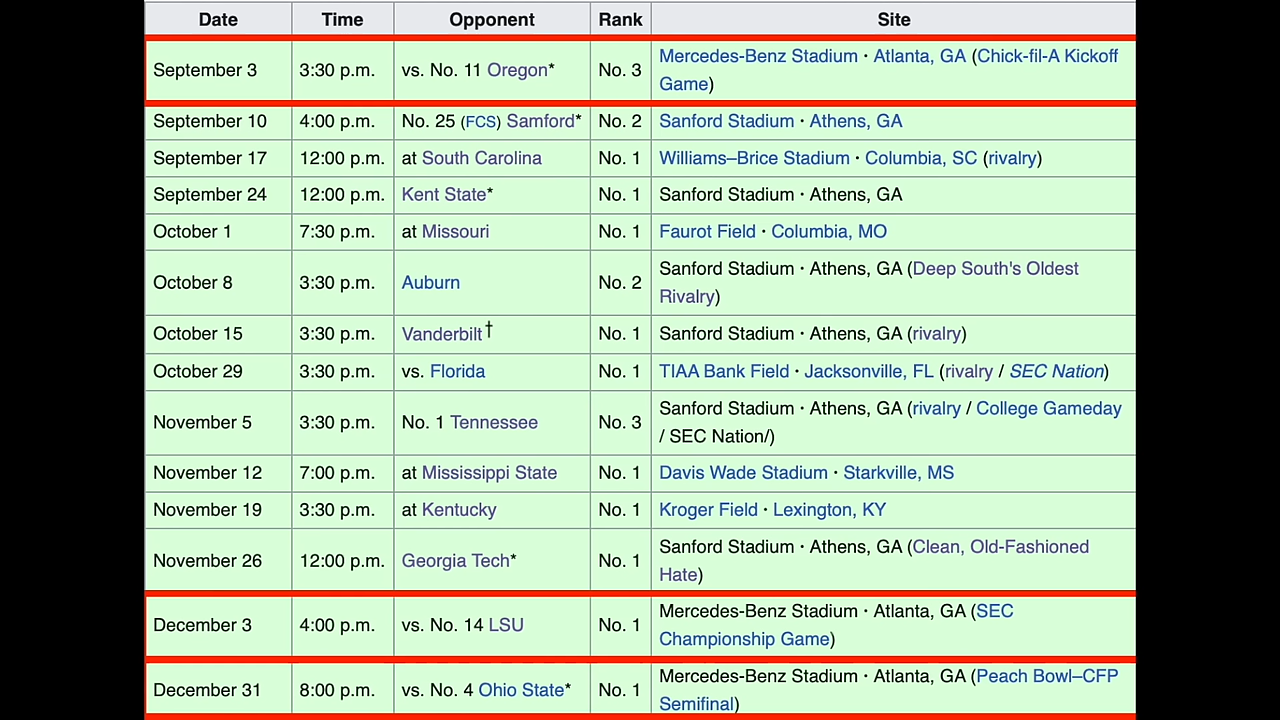 Date Time Opponent Rank Site
September 3 3:30 p.m. vs. No. 11 Oregon* No. 3 Mercedes-Benz Stadium • Atlanta, GA (Chick-fil-A Kickoff
Game)
September 10 4:00 p.m. No. 25 (FCS) Samford* No. 2 Sanford Stadium • Athens, GA
September 17 12:00 p.m. at South Carolina No. 1 Williams–Brice Stadium • Columbia, SC (rivalry)
September 24 12:00 p.m. Kent State* No. 1 Sanford Stadium • Athens, GA
October 1 7:30 p.m. at Missouri No. 1 Faurot Field • Columbia, MO
October 8 3:30 p.m. Auburn No. 2 Sanford Stadium • Athens, GA (Deep South's Oldest
Rivalry)
October 15 3:30 p.m. Vanderbilt† No. 1 Sanford Stadium • Athens, GA (rivalry)
October 29 3:30 p.m. vs. Florida No. 1 TIAA Bank Field • Jacksonville, FL (rivalry / SEC Nation)
November 5 3:30 p.m. No. 1 Tennessee No. 3 Sanford Stadium • Athens, GA (rivalry / College Gameday
/ SEC Nation/)
November 12 7:00 p.m. at Mississippi State No. 1 Davis Wade Stadium • Starkville, MS
November 19 3:30 p.m. at Kentucky No. 1 Kroger Field • Lexington, KY
November 26 12:00 p.m. Georgia Tech* No. 1 Sanford Stadium • Athens, GA (Clean, Old-Fashioned
Hate)
December 3 4:00 p.m. vs. No. 14 LSU No. 1 Mercedes-Benz Stadium • Atlanta, GA (SEC
Championship Game)
December 31 8:00 p.m. vs. No. 4 Ohio State* No. 1 Mercedes-Benz Stadium • Atlanta, GA (Peach Bowl–CFP
Semifinal)